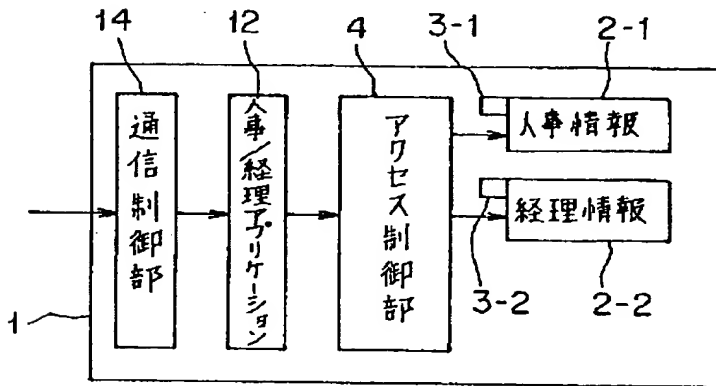 14
12
4
3-1
2-1
通信制御部
人事/経理アプリケーション
アクセス制御部
人事情報
経理情報
1
3-2
2-2